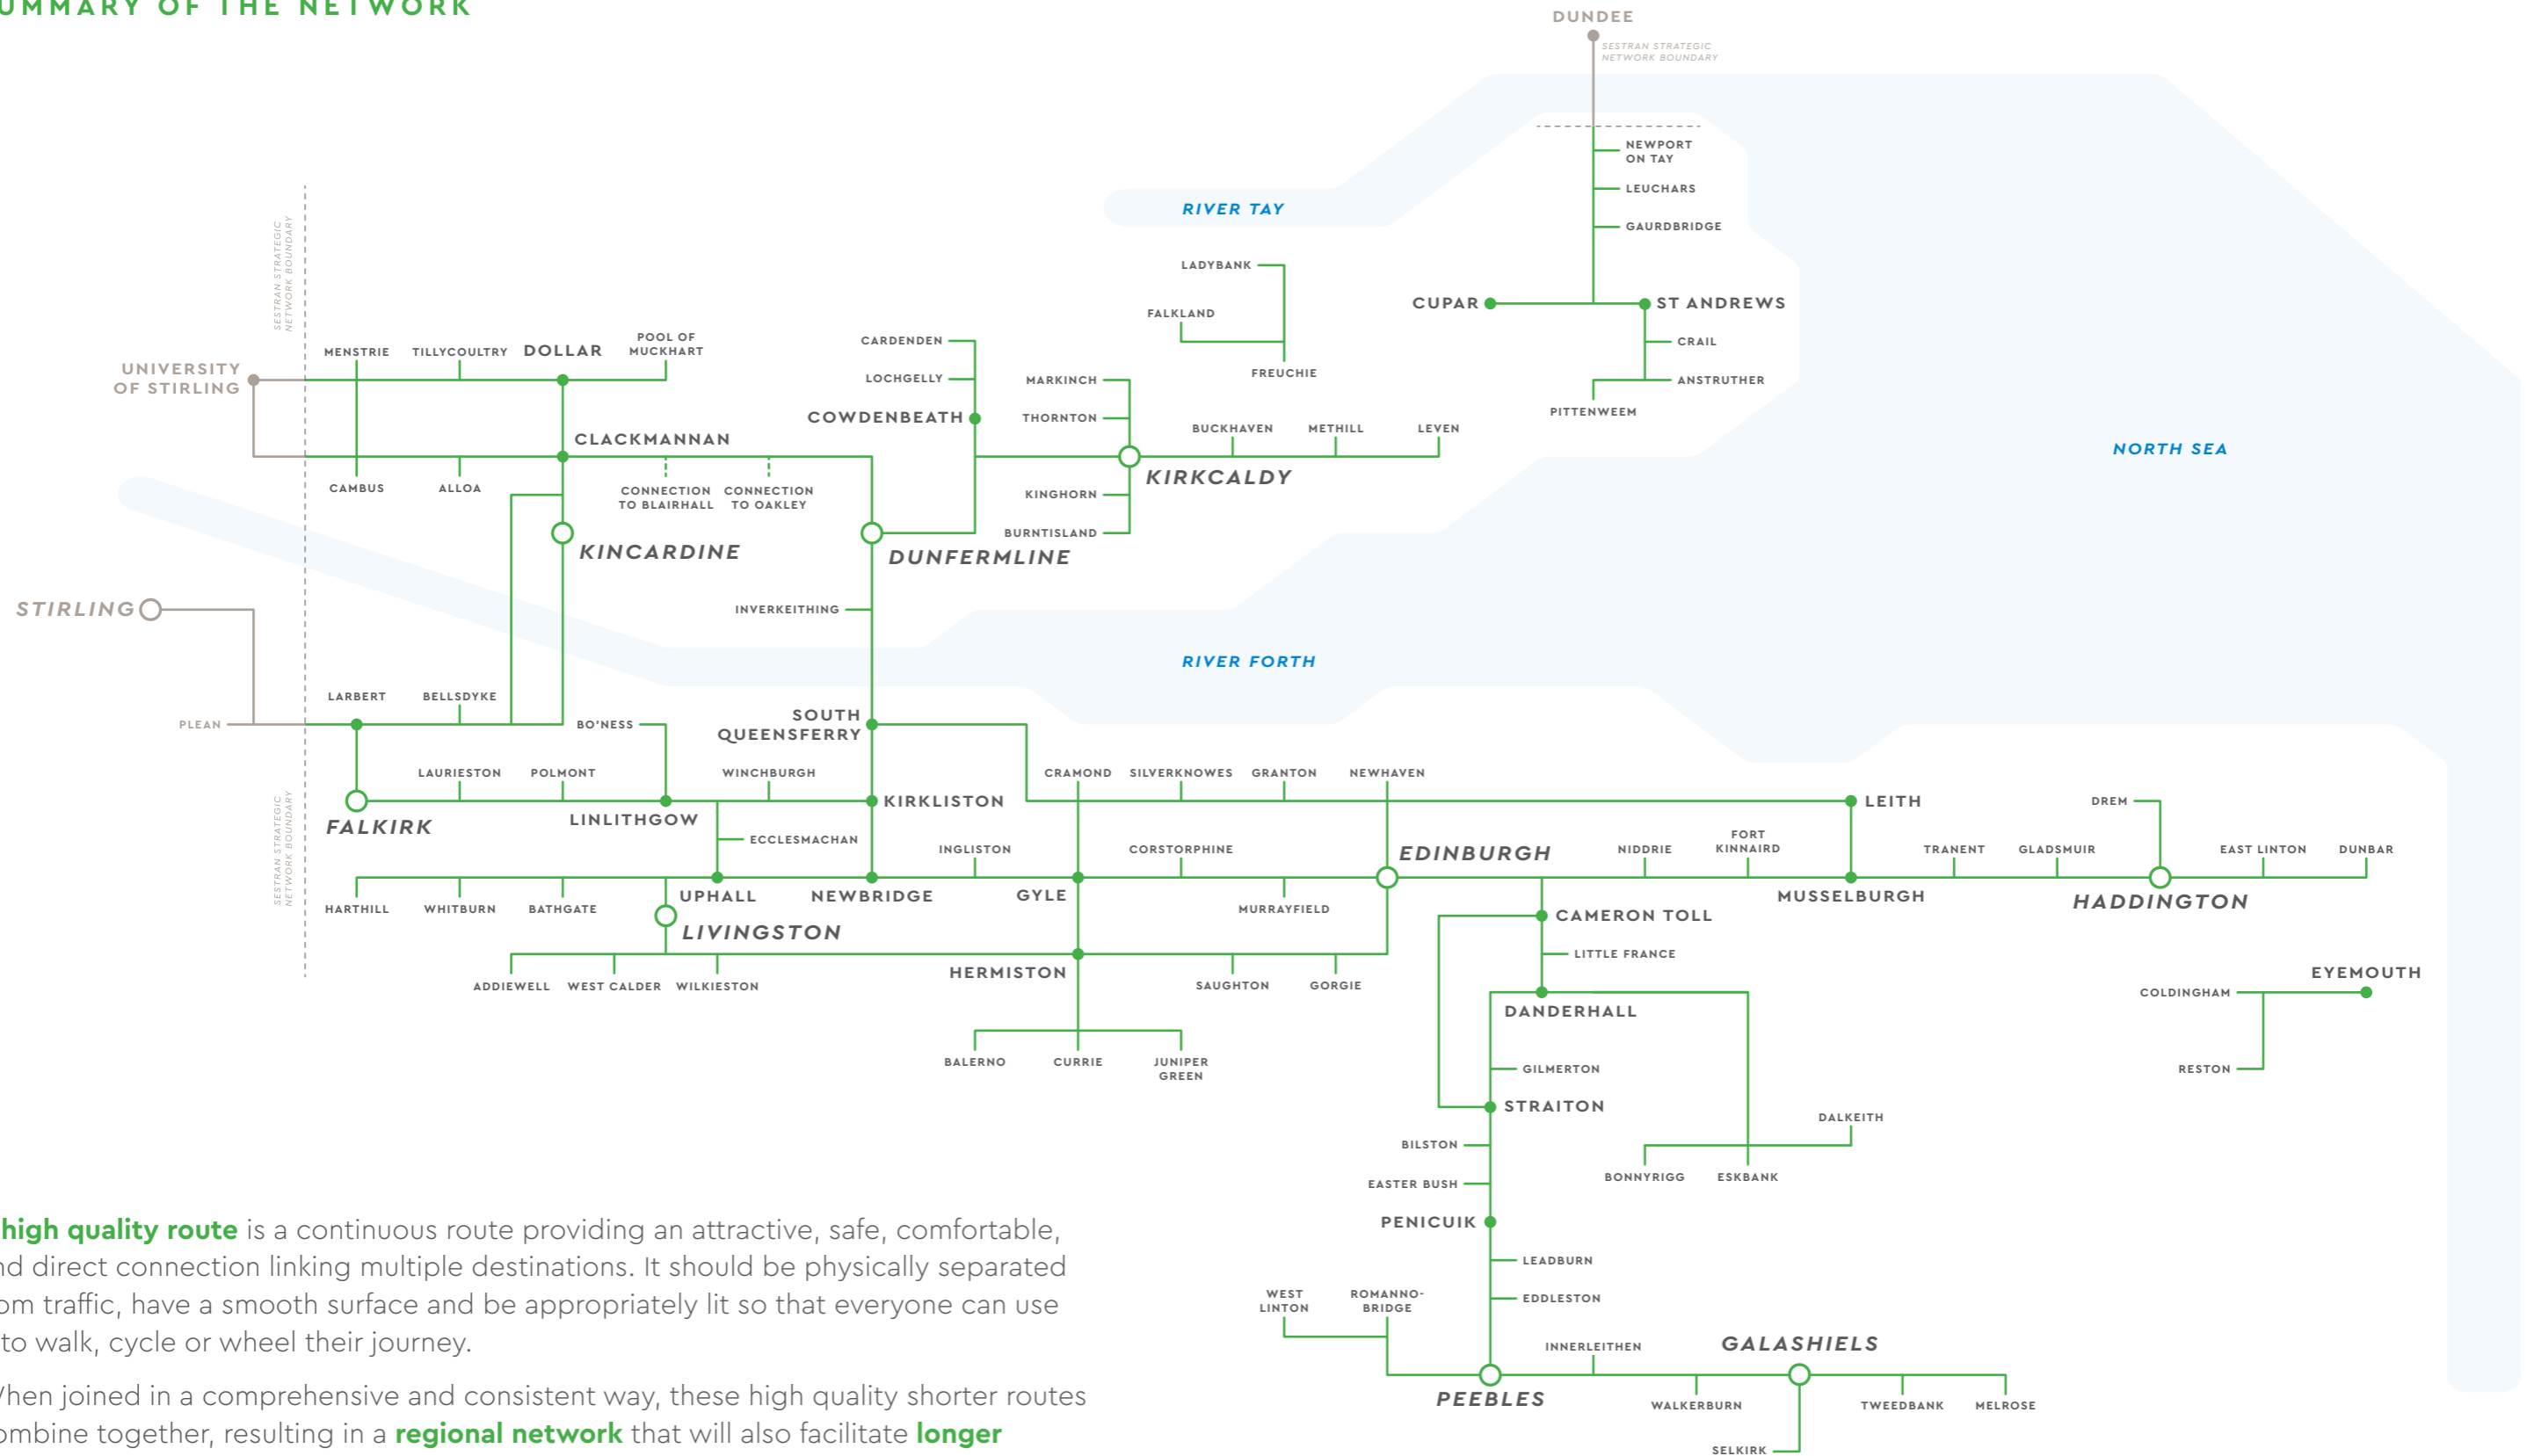 UMMARY OF THE NETWORK
DUNDEE
SESTRAN STRATEGIC
NETWORK BOUNDARY
NEWPORT
ON TAY
LEUCHARS
GAURDBRIDGE
RIVER TAY
SESTRAN STRATEGIC
NETWORK BOUNDARY
LADYBANK
FALKLAND
FREUCHIE
CUPAR
ST ANDREWS
CRAIL
ANSTRUTHER
PITTENWEEM
UNIVERSITY
OF STIRLING
MENSTRIE
TILLYCOULTRY
DOLLAR
POOL OF
MUCKHART
CARDENDEN
LOCHGELLY
COWDENBEATH
MARKINCH
THORNTON
BUCKHAVEN
METHILL
LEVEN
NORTH SEA
CLACKMANNAN
KIRKCALDY
CAMBUS
ALLOA
CONNECTION
TO BLAIRHALL
CONNECTION
TO OAKLEY
KINGHORN
BURNTISLAND
KINCARDINE
DUNFERMLINE
STIRLING
INVERKEITHING
RIVER FORTH
PLEAN
LARBERT
BELLSDYKE
BO'NESS
SOUTH
QUEENSFERRY
LAURIESTON
POLMONT
WINCHBURGH
CRAMOND
SILVERKNOWES
GRANTON
NEWHAVEN
FALKIRK
LINLITHGOW
KIRKLISTON
LEITH
DREM
SESTRAN STRATEGIC
NETWORK BOUNDARY
ECCLESMACHAN
INGLISTON
CORSTORPHINE
EDINBURGH
NIDDRIE
FORT
KINNAIRD
TRANENT
GLADSMUIR
EAST LINTON
DUNBAR
HARTHILL
WHITBURN
BATHGATE
UPHALL
NEWBRIDGE
GYLE
MURRAYFIELD
MUSSELBURGH
HADDINGTON
LIVINGSTON
CAMERON TOLL
LITTLE FRANCE
HERMISTON
ADDIEWELL
WEST CALDER
WILKIESTON
SAUGHTON
GORGIE
DANDERHALL
EYEMOUTH
COLDINGHAM
RESTON
BALERNO
CURRIE
JUNIPER
GREEN
GILMERTON
STRAITON
BILSTON
DALKEITH
EASTER BUSH
BONNYRIGG
ESKBANK
PENICUIK
LEADBURN
EDDLESTON
WEST
LINTON
ROMANNO-
BRIDGE
INNERLEITHEN
GALASHIELS
PEEBLES
WALKERBURN
TWEEDBANK
MELROSE
SELKIRK
high quality route is a continuous route providing an attractive, safe, comfortable,
nd direct connection linking multiple destinations. It should be physically separated
om traffic, have a smooth surface and be appropriately lit so that everyone can use
to walk, cycle or wheel their journey.
hen joined in a comprehensive and consistent way, these high quality shorter routes
ombine together, resulting in a regional network that will also facilitate longer